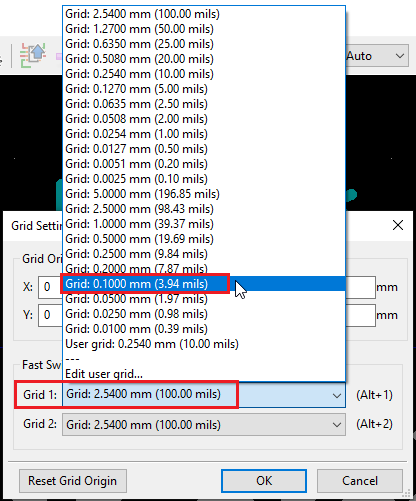 Grid: 2.5400 mm (100.00 mils)
Grid: 1.2700 mm (50.00 mils)
Grid: 0.6350 mm (25.00 mils)
Grid: 0.5080 mm (20.00 mils)
Grid: 0.2540 mm (10.00 mils)
Grid: 0.1270 mm (5.00 mils)
Grid: 0.0635 mm (2.50 mils)
Grid: 0.0508 mm (2.00 mils)
Grid: 0.0254 mm (1.00 mils)
Grid: 0.0127 mm (0.50 mils)
Grid: 0.0051 mm (0.20 mils)
Grid: 0.0025 mm (0.10 mils)
Grid: 5.0000 mm (196.85 mils)
Grid: 2.5000 mm (98.43 mils)
Grid: 1.0000 mm (39.37 mils)
Grid: 0.5000 mm (19.69 mils)
Grid: 0.2500 mm (9.84 mils)
Grid: 0.2000 mm (7.87 mils)
Grid: 0.1000 mm (3.94 mils)
Grid: 0.0500 mm (1.97 mils)
Grid: 0.0250 mm (0.98 mils)
Grid: 0.0100 mm (0.39 mils)
User grid: 0.2540 mm (10.00 mils)
---
Edit user grid...
Auto
Grid Settin
Grid Ori
X: 0 mm
Y: 0 mm
Fast Sw
Grid 1: Grid: 2.5400 mm (100.00 mils) (Alt+1)
Grid 2: Grid: 2.5400 mm (100.00 mils) (Alt+2)
Reset Grid Origin OK Cancel